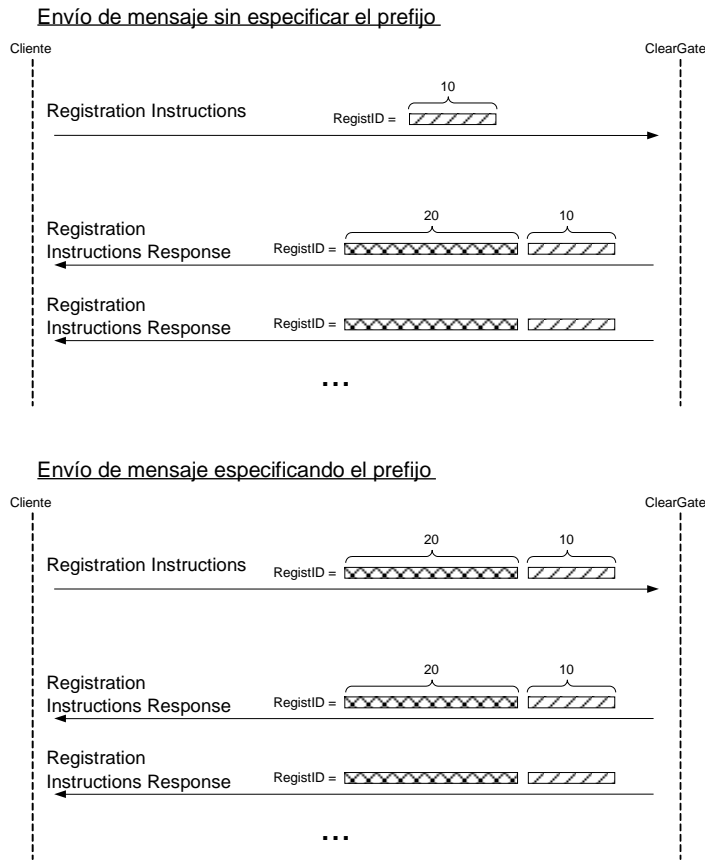 Envío de mensaje sin especificar el prefijo
Cliente
ClearGate
10
Registration Instructions
RegistID =
20
10
Registration
Instructions Response
RegistID =
Registration
Instructions Response
RegistID =
...
Envío de mensaje especificando el prefijo
Cliente
ClearGate
20
10
Registration Instructions
RegistID =
20
10
Registration
Instructions Response
RegistID =
Registration
Instructions Response
RegistID =
...